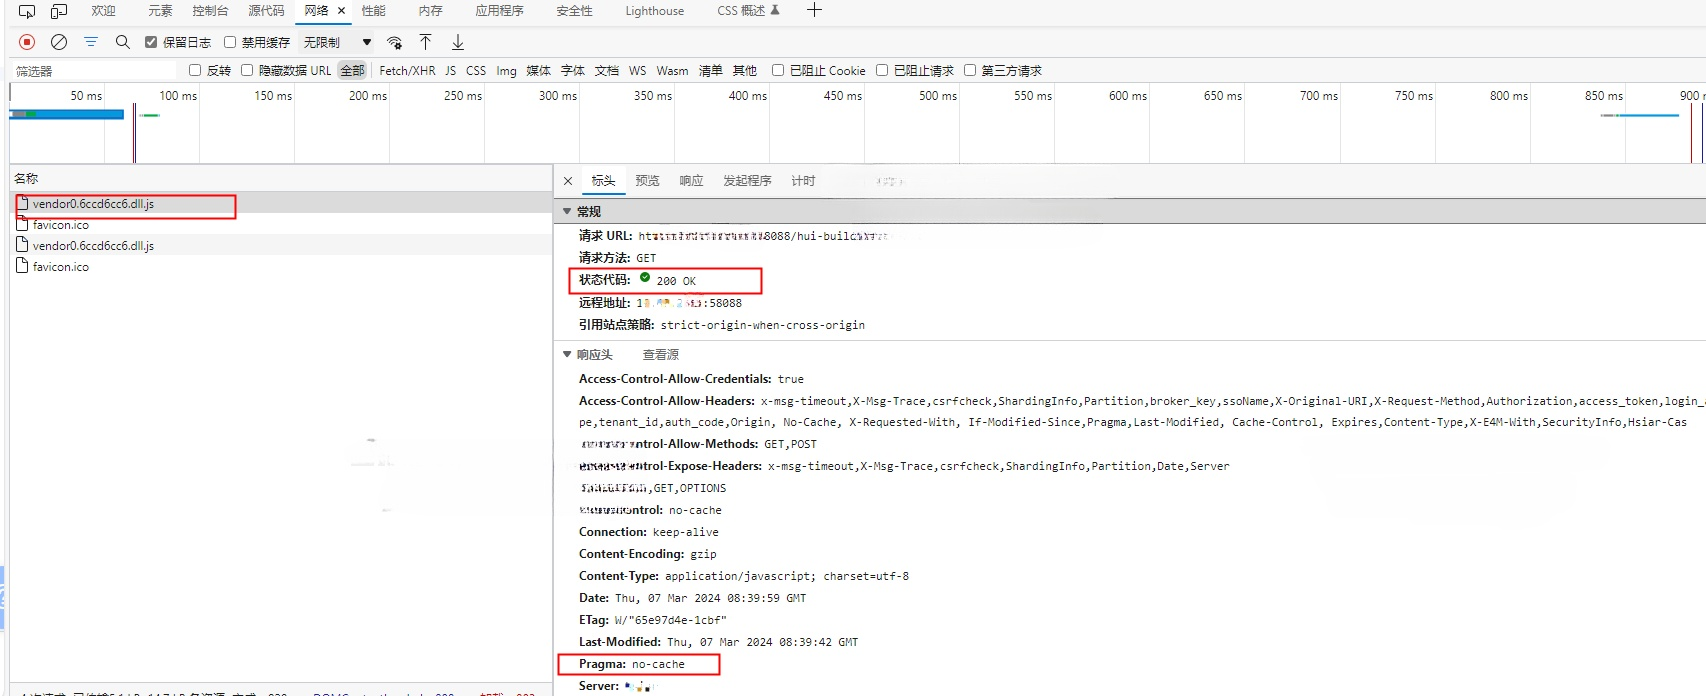 欢迎 元素 控制台 源代码 网络 × 性能 内存 应用程序 安全性 Lighthouse CSS 概述
保留日志 禁用缓存 无限制
筛选器 反转 隐藏数据 URL 全部 Fetch/XHR JS CSS Img 媒体 字体 文档 WS Wasm 清单 其他 已阻止 Cookie 已阻止请求 第三方请求
50 ms 100 ms 150 ms 200 ms 250 ms 300 ms 350 ms 400 ms 450 ms 500 ms 550 ms 600 ms 650 ms 700 ms 750 ms 800 ms 850 ms 900
名称
vendor0.6ccd6cc6.dll.js
favicon.ico
vendor0.6ccd6cc6.dll.js
favicon.ico
× 标头 预览 响应 发起程序 计时
常规
请求 URL: 8088/hui-build
请求方法: GET
状态代码: 200 OK
远程地址: :58088
引用站点策略: strict-origin-when-cross-origin
响应头 查看源
Access-Control-Allow-Credentials: true
Access-Control-Allow-Headers: x-msg-timeout,X-Msg-Trace,csrfcheck,ShardingInfo,Partition,broker_key,ssoName,X-Original-URI,X-Request-Method,Authorization,access_token,login_
pe,tenant_id,auth_code,Origin, No-Cache, X-Requested-With, If-Modified-Since,Pragma,Last-Modified, Cache-Control, Expires,Content-Type,X-E4M-With,SecurityInfo,Hsiar-Cas
ntrol-Allow-Methods: GET,POST
ntrol-Expose-Headers: x-msg-timeout,X-Msg-Trace,csrfcheck,ShardingInfo,Partition,Date,Server
,GET,OPTIONS
ontrol: no-cache
Connection: keep-alive
Content-Encoding: gzip
Content-Type: application/javascript; charset=utf-8
Date: Thu, 07 Mar 2024 08:39:59 GMT
ETag: W/"65e97d4e-1cbf"
Last-Modified: Thu, 07 Mar 2024 08:39:42 GMT
Pragma: no-cache
Server: